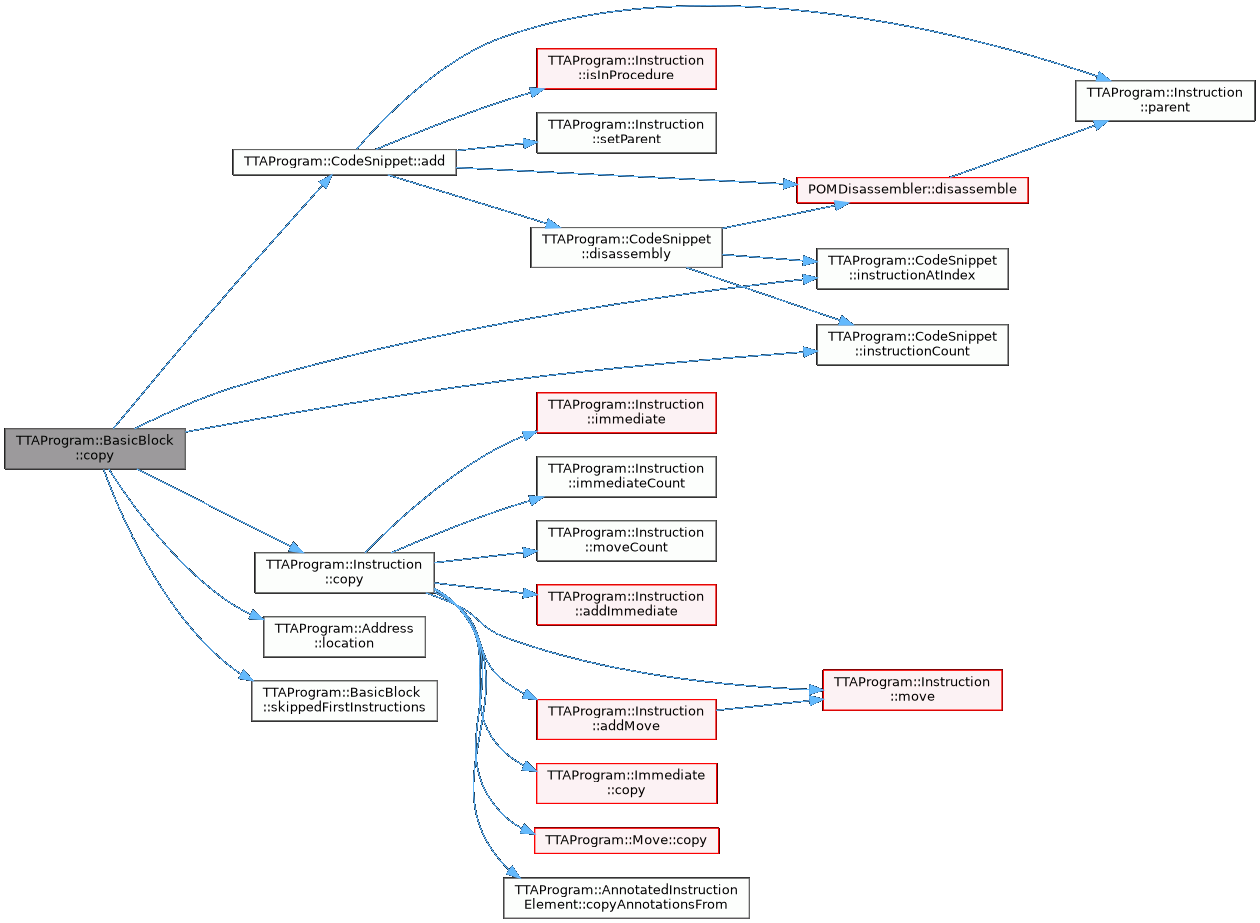 TTAProgram::Instruction
::isInProcedure
TTAProgram::Instruction
::parent
TTAProgram::Instruction
::setParent
TTAProgram::CodeSnippet::add
POMDisassembler::disassemble
TTAProgram::CodeSnippet
::disassembly
TTAProgram::CodeSnippet
::instructionAtIndex
TTAProgram::CodeSnippet
::instructionCount
TTAProgram::Instruction
::immediate
TTAProgram::BasicBlock
::copy
TTAProgram::Instruction
::immediateCount
TTAProgram::Instruction
::moveCount
TTAProgram::Instruction
::copy
TTAProgram::Instruction
::addImmediate
TTAProgram::Address
::location
TTAProgram::Instruction
::move
TTAProgram::BasicBlock
::skippedFirstInstructions
TTAProgram::Instruction
::addMove
TTAProgram::Immediate
::copy
TTAProgram::Move::copy
TTAProgram::AnnotatedInstruction
Element::copyAnnotationsFrom